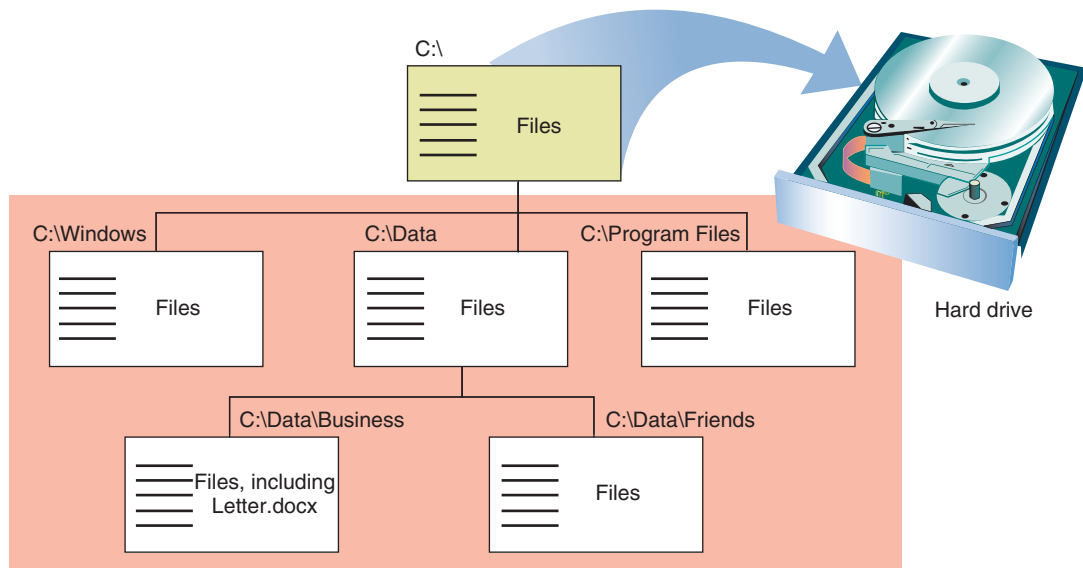 C:\
Files
C:\Windows
C:\Data
C:\Program Files
Files
Files
Files
Hard drive
C:\Data\Business
C:\Data\Friends
Files, including
Letter.docx
Files